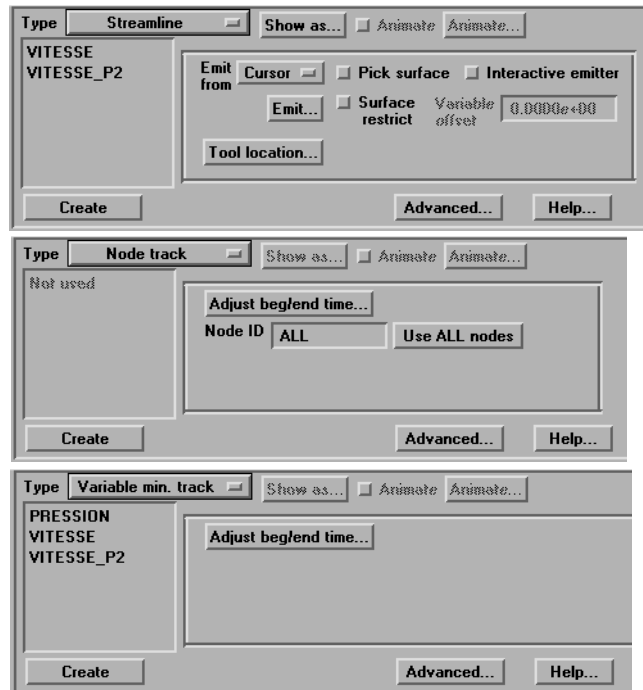 Type Streamline Show as... Animate Animate...
VITESSE
VITESSE_P2
Emit from Cursor Pick surface Interactive emitter
Emit... Surface restrict Variable offset 0.0000e+00
Tool location...
Create Advanced... Help...
Type Node track Show as... Animate Animate...
Not used
Adjust beg/end time...
Node ID ALL Use ALL nodes
Create Advanced... Help...
Type Variable min. track Show as... Animate Animate...
PRESSION
VITESSE
VITESSE_P2
Adjust beg/end time...
Create Advanced... Help...